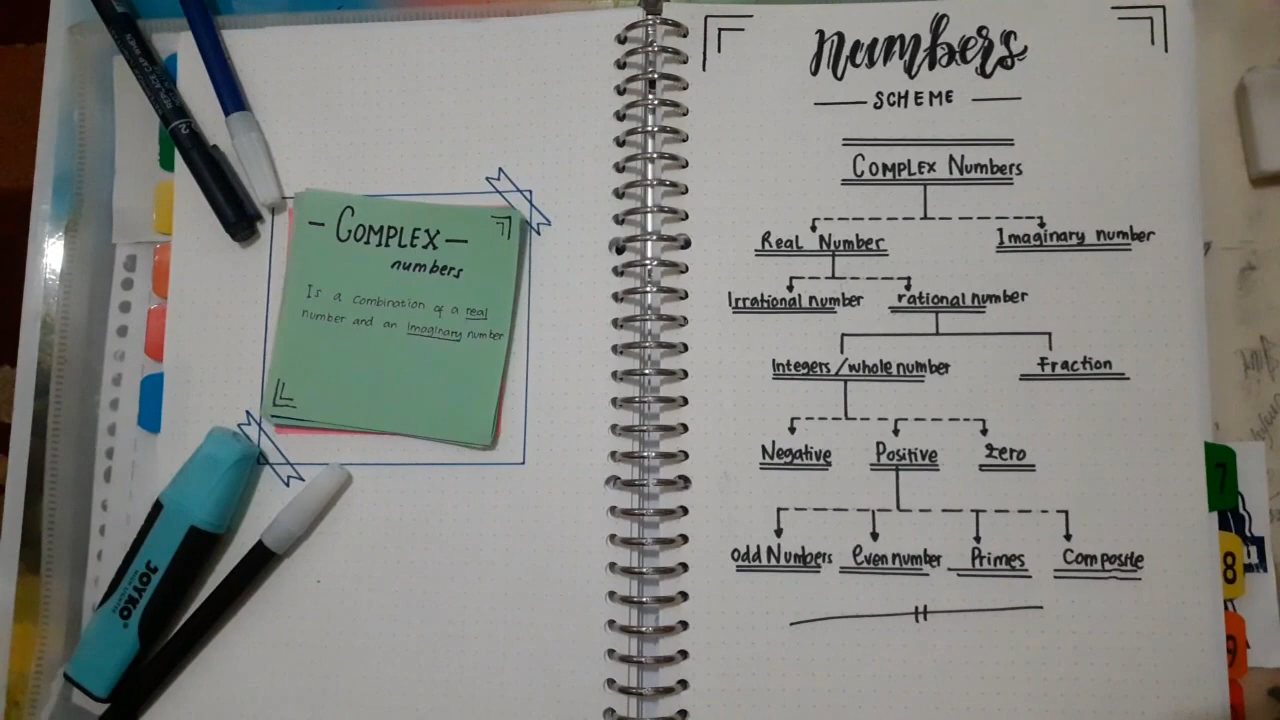 – COMPLEX –
numbers
Is a combination of a real
number and an Imaginary number
JOYKO
numbers
SCHEME
COMPLEX Numbers
Real Number
Imaginary number
Irrational number
rational number
Integers / whole number
Fraction
Negative
Positive
zero
Odd Numbers
Even number
Primes
Composite
7
8
9